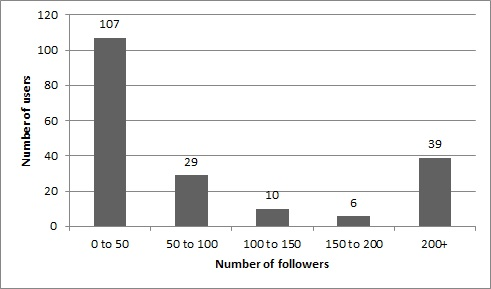 120
100
80
60
40
20
0
107
29
10
6
39
0 to 50
50 to 100
100 to 150
150 to 200
200+
Number of users
Number of followers